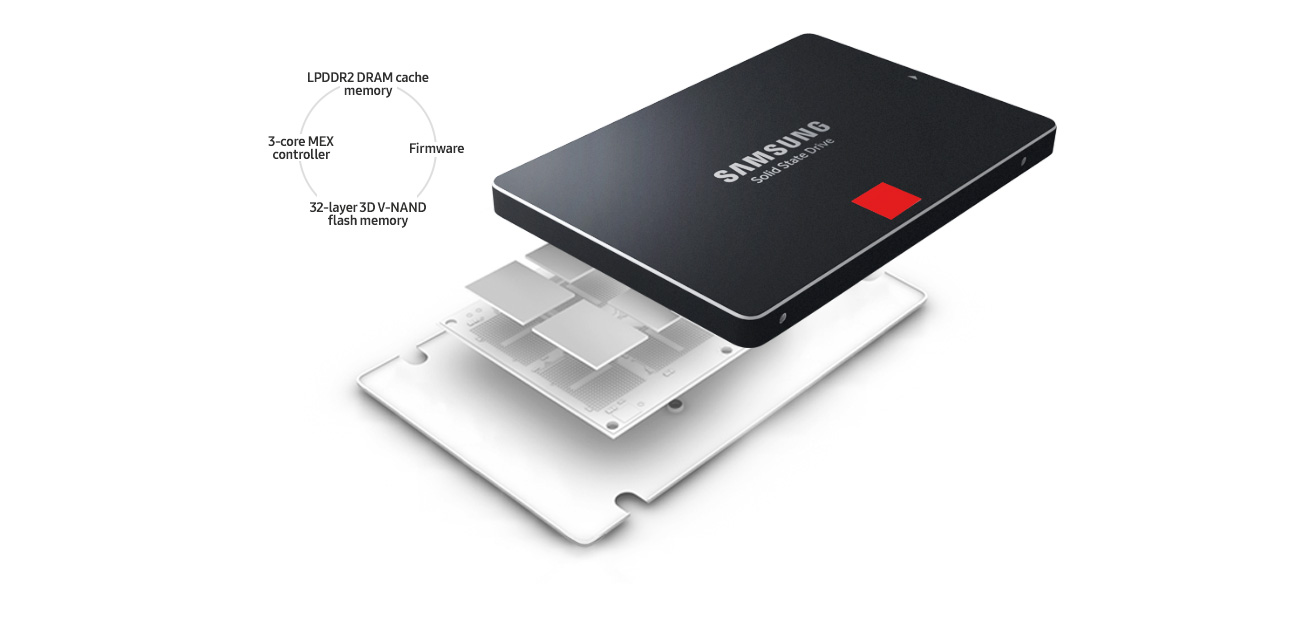 LPDDR2 DRAM cache
memory
3-core MEX
controller
Firmware
32-layer 3D V-NAND
flash memory
SAMSUNG
Solid State Drive